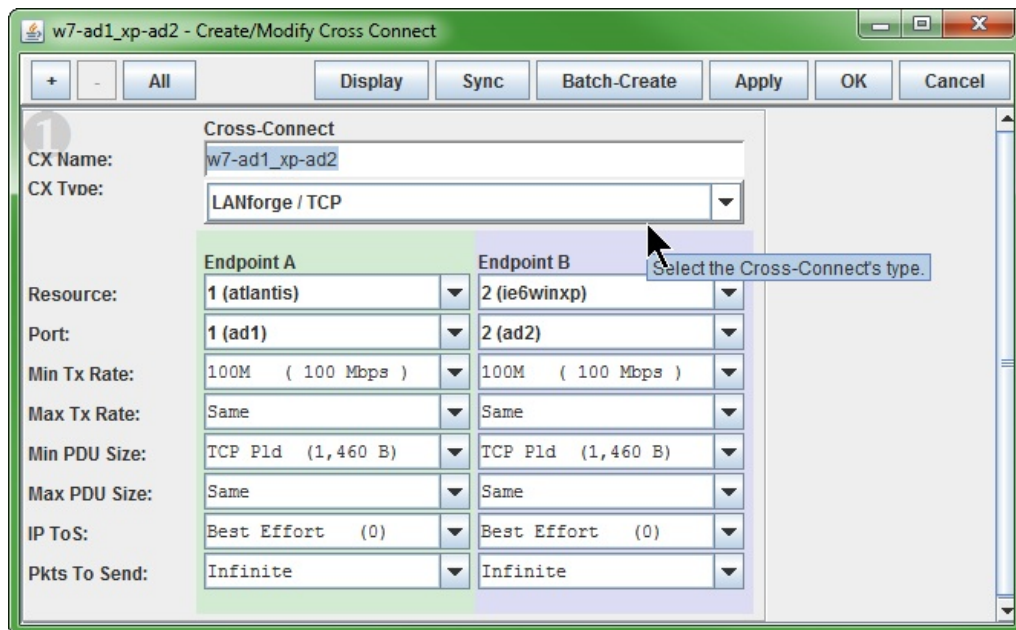 w7-ad1_xp-ad2 - Create/Modify Cross Connect
+ - All Display Sync Batch-Create Apply OK Cancel
1
Cross-Connect
CX Name: w7-ad1_xp-ad2
CX Type: LANforge / TCP
Endpoint A Endpoint B
Select the Cross-Connect's type.
Resource: 1 (atlantis) 2 (ie6winxp)
Port: 1 (ad1) 2 (ad2)
Min Tx Rate: 100M ( 100 Mbps ) 100M ( 100 Mbps )
Max Tx Rate: Same Same
Min PDU Size: TCP Pld (1,460 B) TCP Pld (1,460 B)
Max PDU Size: Same Same
IP ToS: Best Effort (0) Best Effort (0)
Pkts To Send: Infinite Infinite